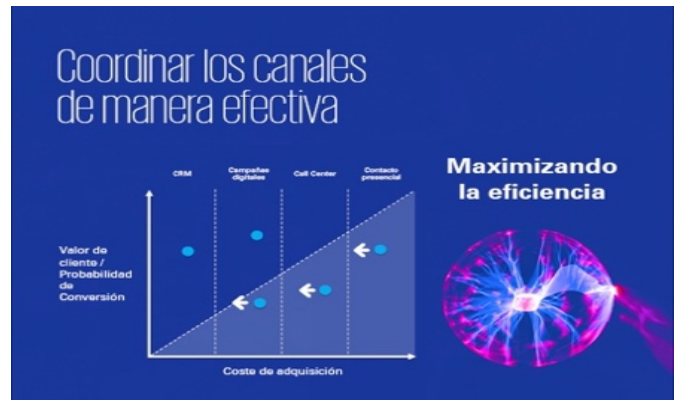 Coordinar los canales
de manera efectiva
CRM
Campañas
digitales
Call Center
Contacto
presencial
Maximizando
la eficiencia
Valor de
cliente /
Probabilidad
de
Conversión
Coste de adquisición